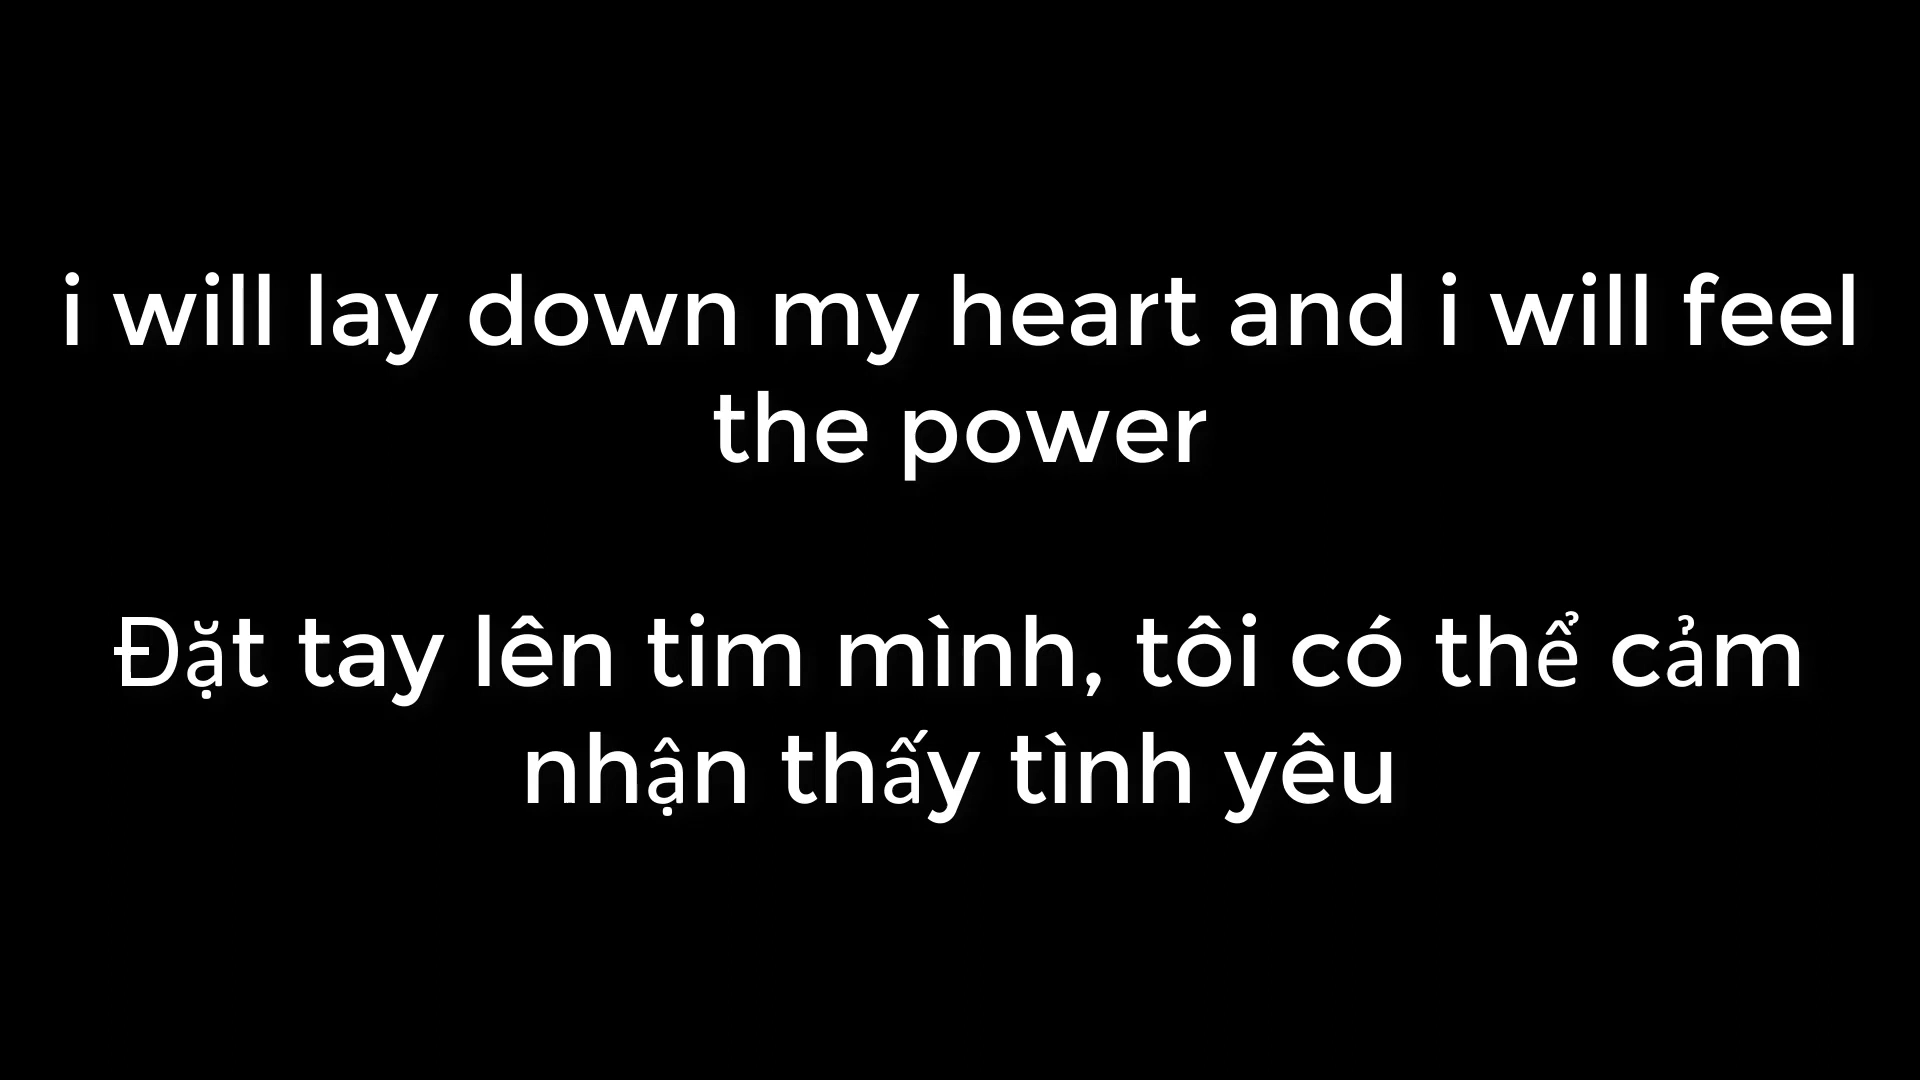 i will lay down my heart and i will feel
the power
Đặt tay lên tim mình, tôi có thể cảm
nhận thấy tình yêu